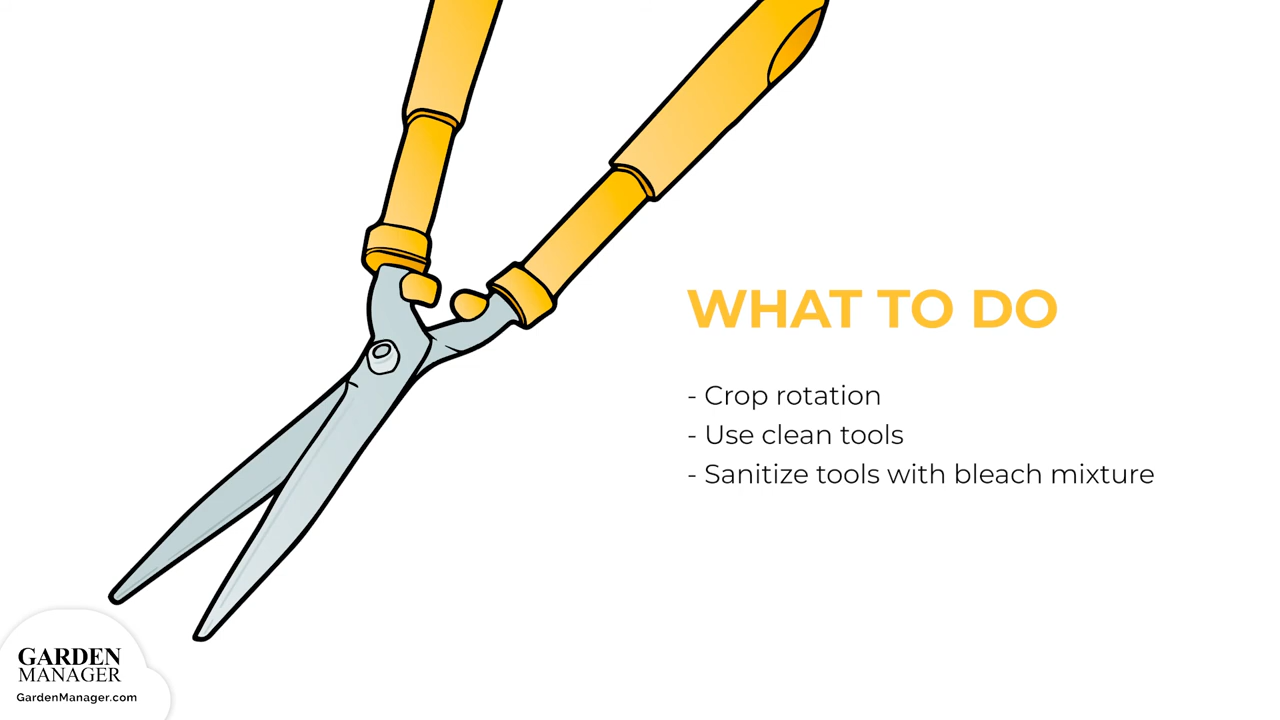 WHAT TO DO
- Crop rotation
- Use clean tools
- Sanitize tools with bleach mixture
GARDEN
MANAGER
GardenManager.com